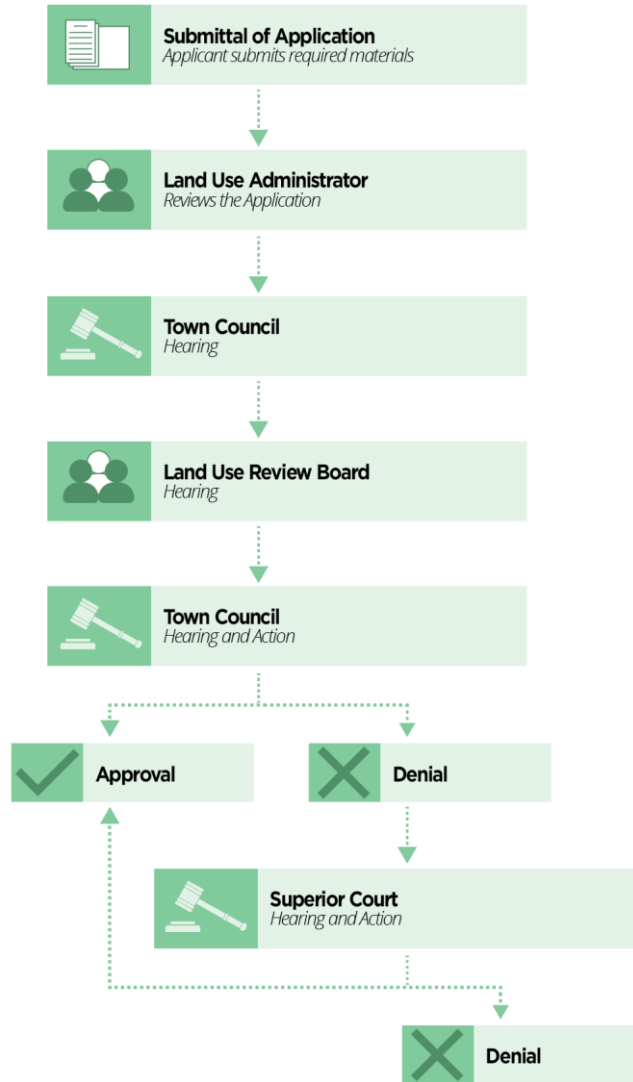 Submittal of Application
Applicant submits required materials
Land Use Administrator
Reviews the Application
Town Council
Hearing
Land Use Review Board
Hearing
Town Council
Hearing and Action
Approval
Denial
Superior Court
Hearing and Action
Denial